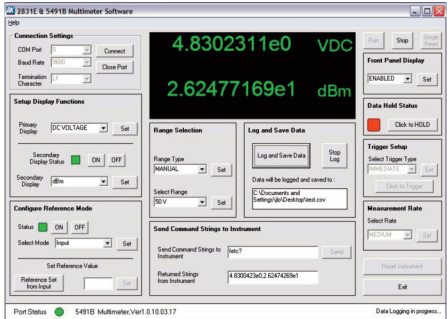 2831E & 5491B Multimeter Software
Help
Connection Settings
COM Port 5 Connect
Baud Rate 9600 Close Port
Termination Character LF
Setup Display Functions
Primary Display DC VOLTAGE Set
Secondary Display Status ON OFF
Secondary Display dBm Set
Configure Reference Mode
Status ON OFF
Select Mode Input Set
Set Reference Value
Reference Set from Input Set
4.8302311e0 VDC
2.62477169e1 dBm
Range Selection
Range Type
MANUAL Set
Select Range
50 V Set
Log and Save Data
Log and Save Data Stop Log
Data will be logged and saved to :
C:\Documents and
Settings\jlo\Desktop\test.csv
Send Command Strings to Instrument
Send Command Strings to Instrument fetc? Send
Returned Strings from Instrument 4.8300423e0,2.62474269e1
Run Stop Single Read
Front Panel Display
ENABLED Set
Data Hold Status
Click to HOLD
Trigger Setup
Select Trigger Type
IMMEDIATE Set
Click to Trigger
Measurement Rate
Select Rate
MEDIUM Set
Reset Instrument
Exit
Port Status 5491B Multimeter,Ver1.0.10.03.17 Data Logging in progress...